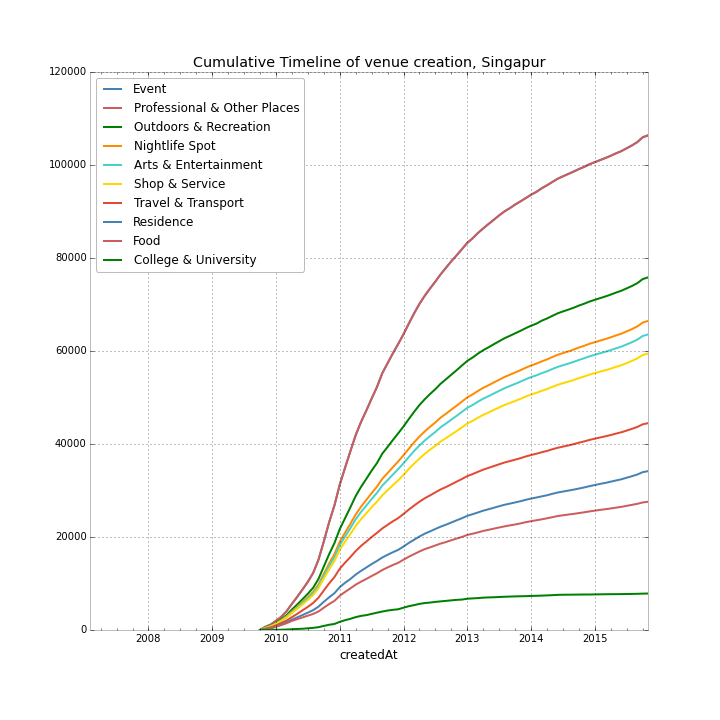 Cumulative Timeline of venue creation, Singapur
120000
100000
80000
60000
40000
20000
0
Event
Professional & Other Places
Outdoors & Recreation
Nightlife Spot
Arts & Entertainment
Shop & Service
Travel & Transport
Residence
Food
College & University
2008 2009 2010 2011 2012 2013 2014 2015
createdAt